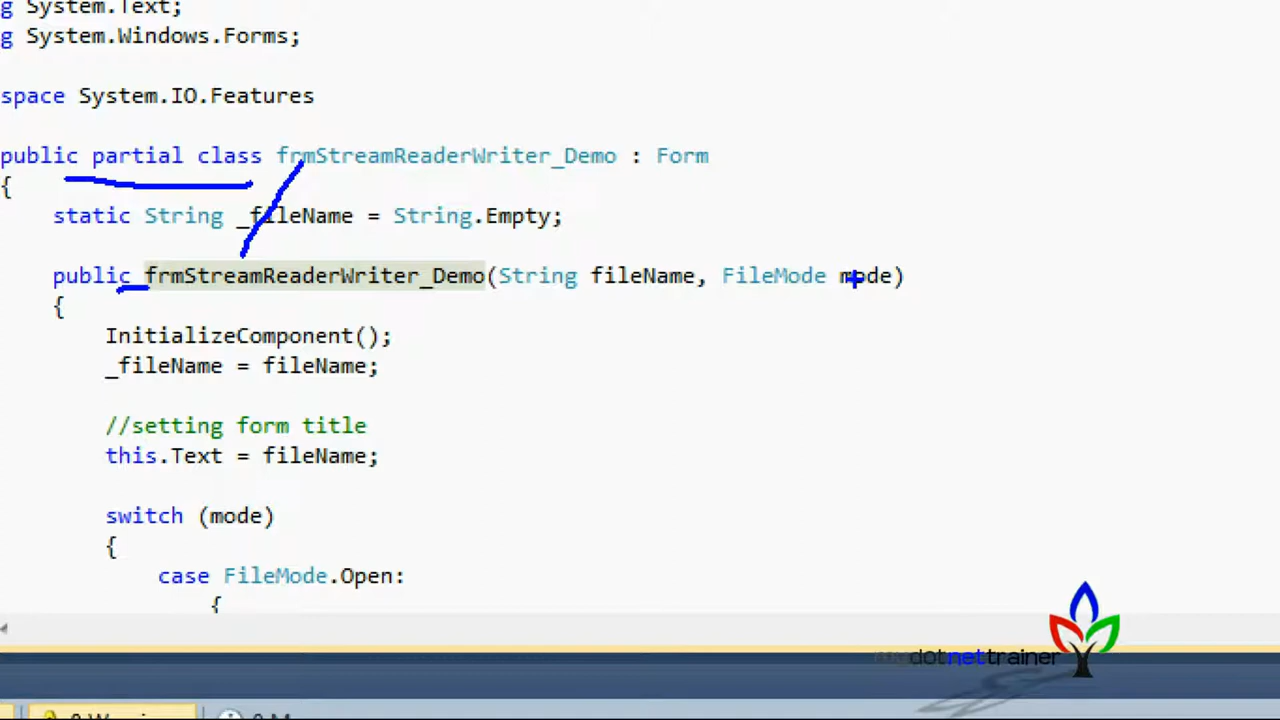 g System.Text;
g System.Windows.Forms;
space System.IO.Features
public partial class frmStreamReaderWriter_Demo : Form
{
static String _fileName = String.Empty;
public frmStreamReaderWriter_Demo(String fileName, FileMode mode)
{
InitializeComponent();
_fileName = fileName;
//setting form title
this.Text = fileName;
switch (mode)
{
case FileMode.Open:
{
dotnettrainer